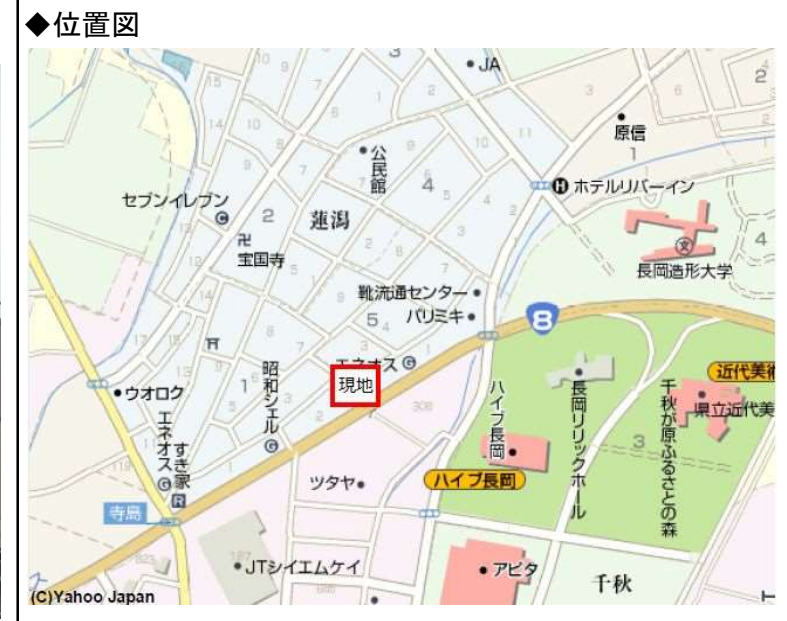 ◆位置図
JA
原信
公民館
ホテルリバーイン
セブンイレブン
蓮潟
宝国寺
長岡造形大学
靴流通センター
パリミキ
8
エネオス
現地
昭和シェル
ウオロク
エネオス
すき家
寺島
ハイブ長岡
ハイブ長岡
長岡リリックホール
千秋が原ふるさとの森
近代美術
県立近代美
ツタヤ
JTシイエムケイ
アピタ
千秋
(C)Yahoo Japan